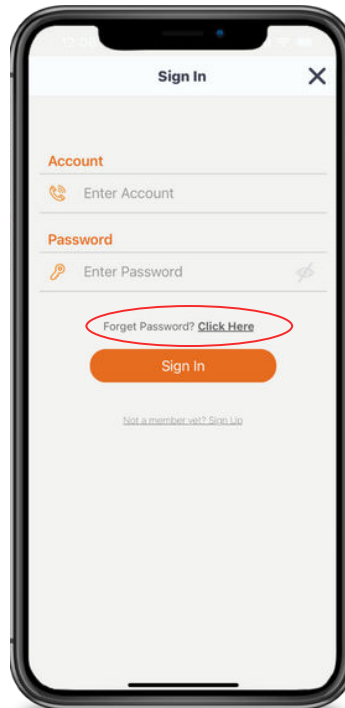 Sign In
Account
Enter Account
Password
Enter Password
Forget Password? Click Here
Sign In
Not a member yet? Sign Up